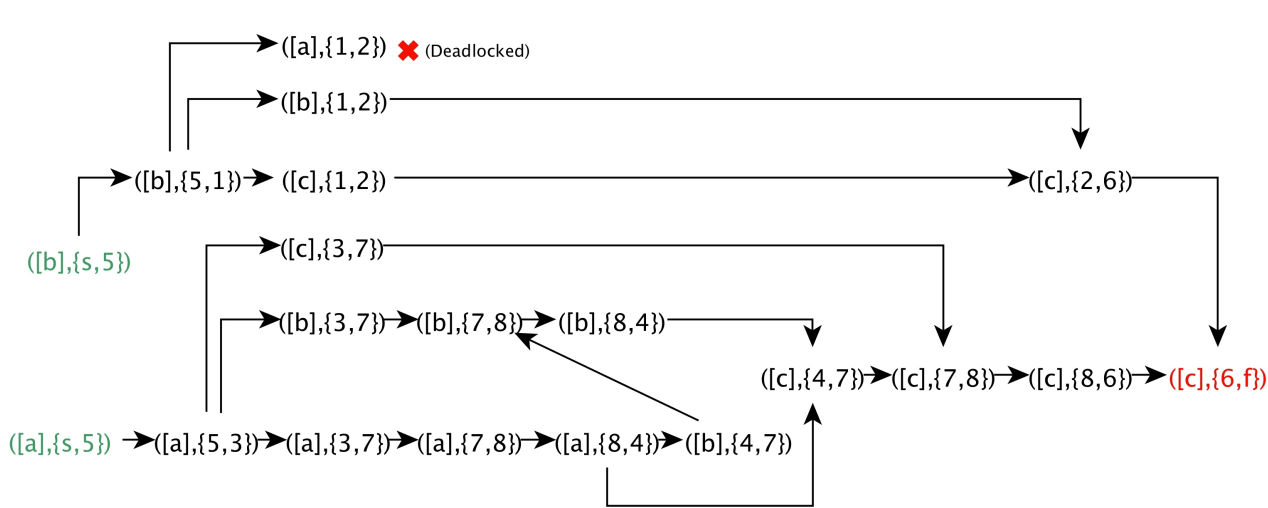 ([a],{1,2}) ✖ (Deadlocked)
([b],{1,2})
([b],{5,1}) ([c],{1,2}) ([c],{2,6})
([c],{3,7})
([b],{s,5})
([b],{3,7}) ([b],{7,8}) ([b],{8,4})
([c],{4,7}) ([c],{7,8}) ([c],{8,6}) ([c],{6,f})
([a],{s,5}) ([a],{5,3}) ([a],{3,7}) ([a],{7,8}) ([a],{8,4}) ([b],{4,7})